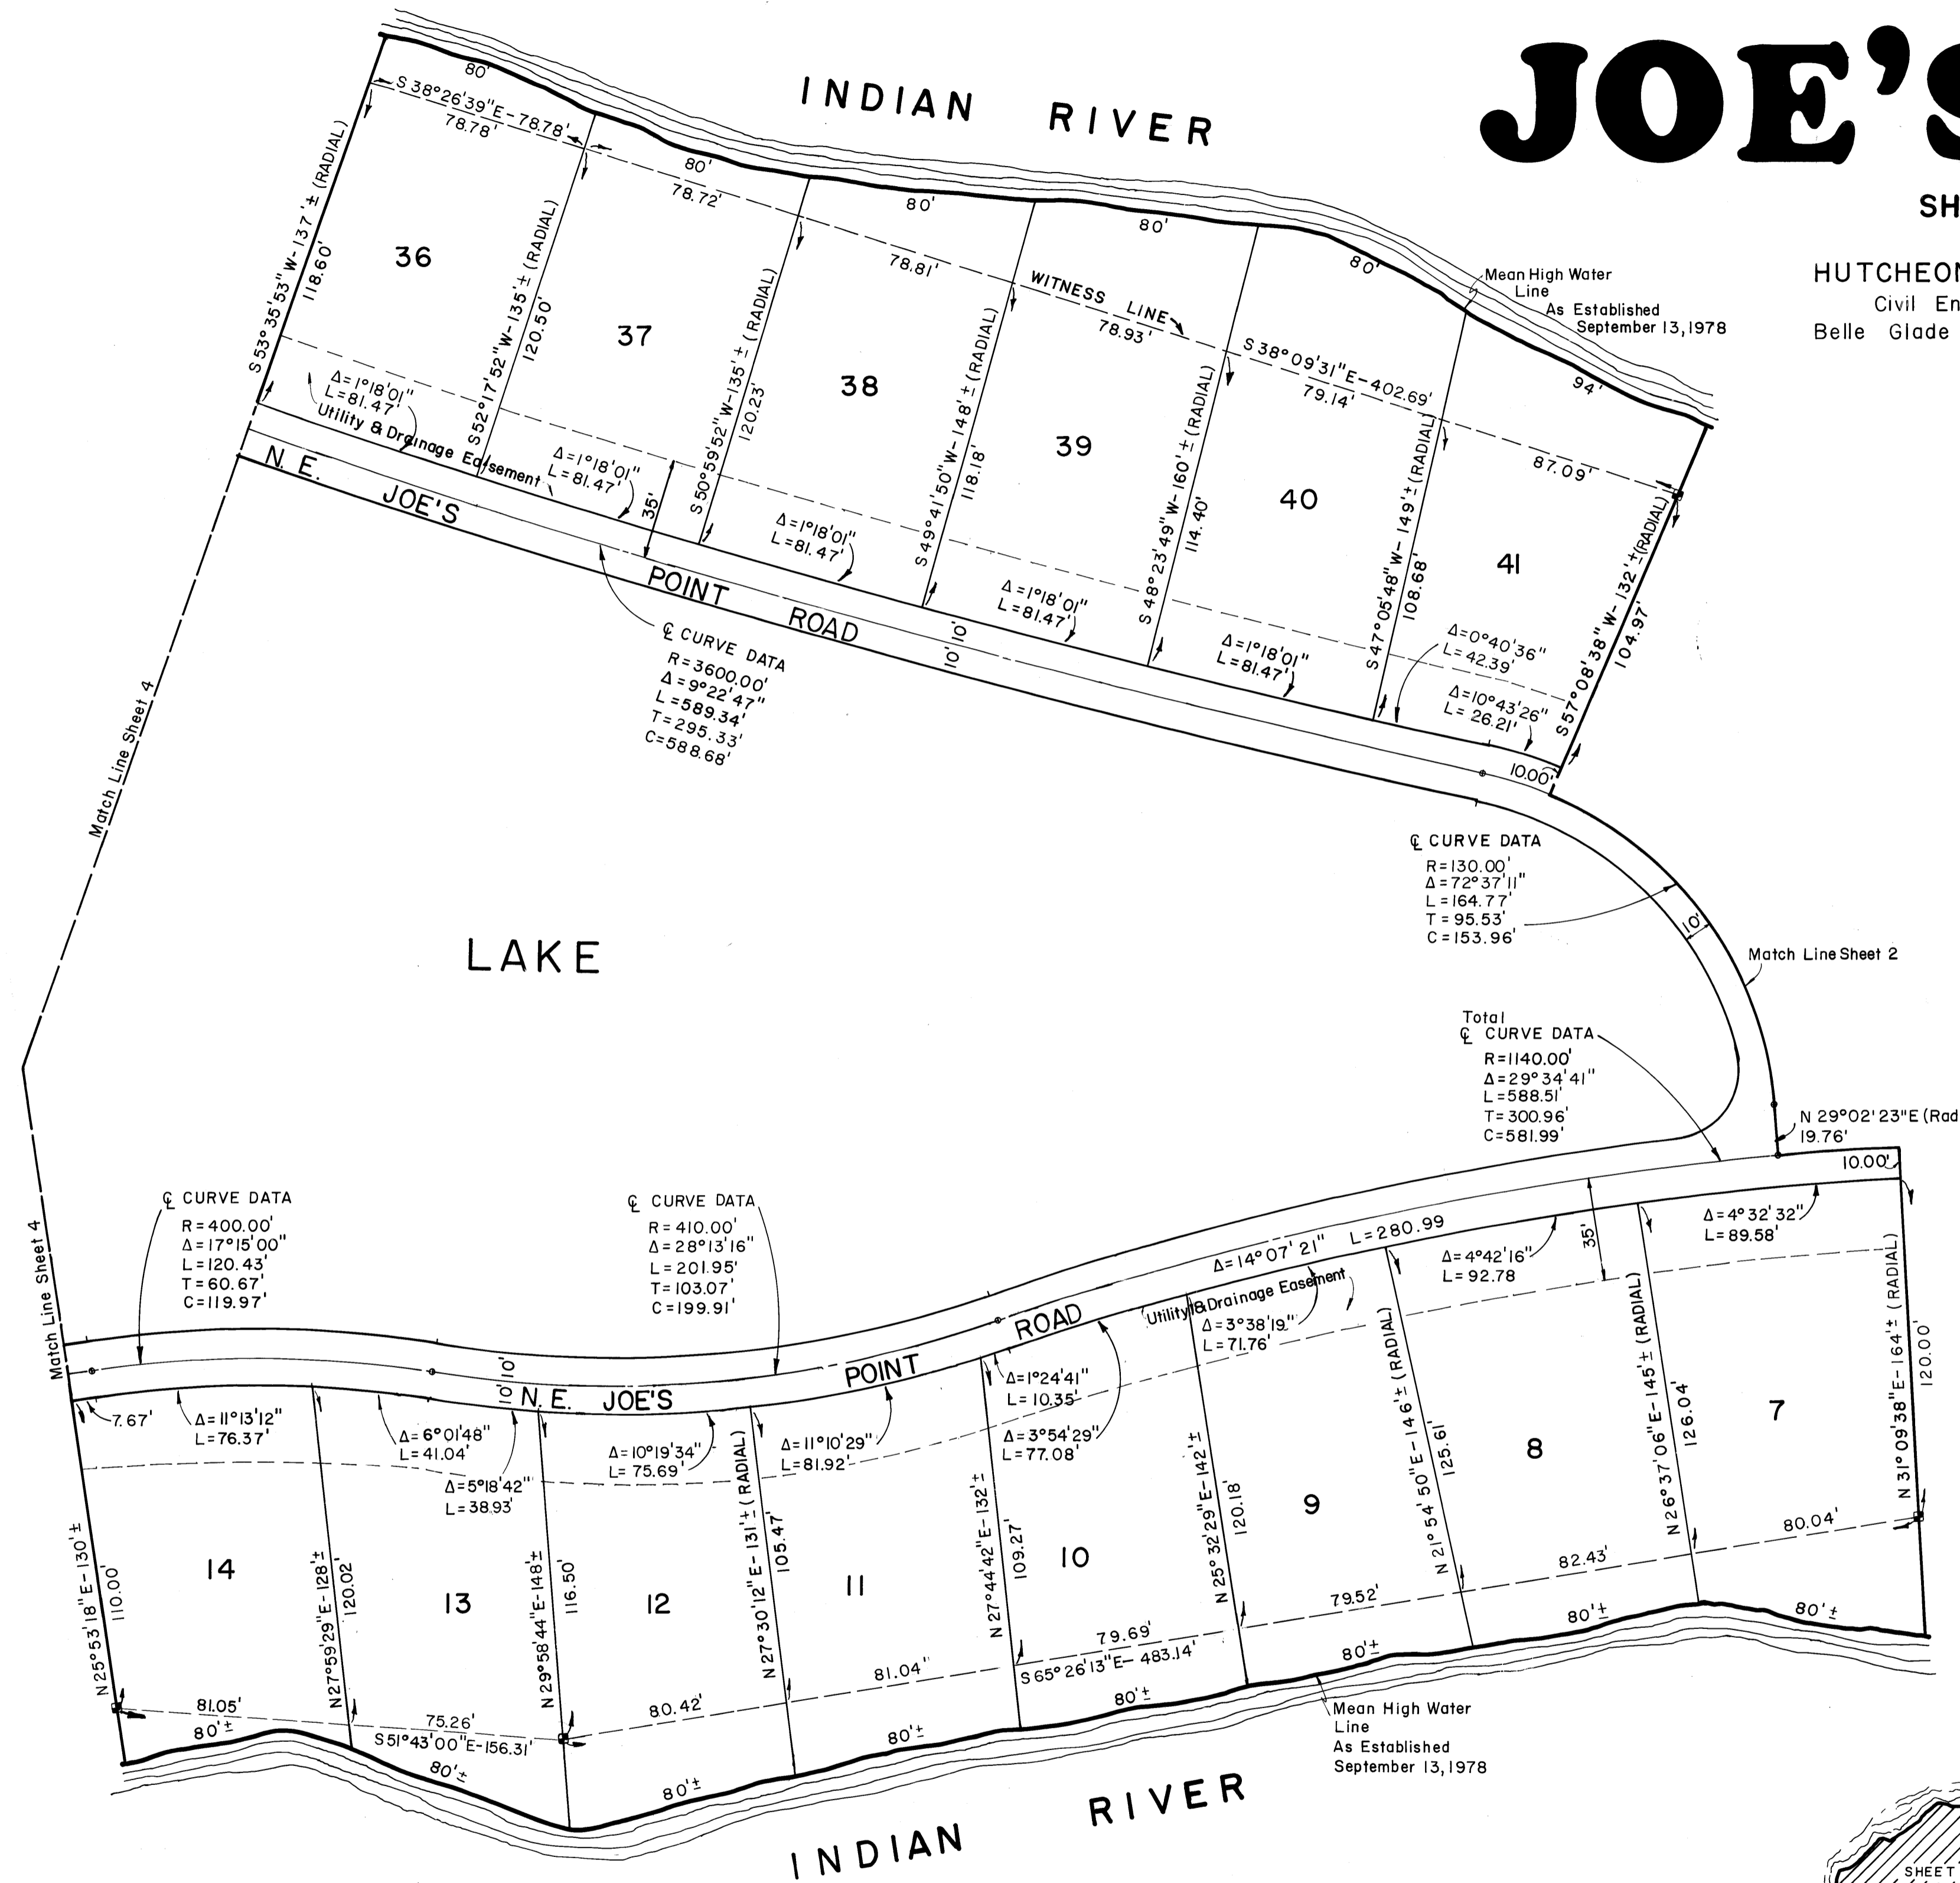 JOE'S
SH
HUTCHEON
Civil En
Belle Glade
INDIAN RIVER
80'
S 38°26'39"E-78.78'
78.78'
80'
78.72'
80'
78.81'
80'
WITNESS LINE
78.93'
80'
S 38°09'31"E-402.69'
79.14'
94'
87.09'
Mean High Water
Line
As Established
September 13, 1978
S 53°35'53"W-137'± (RADIAL)
118.60'
36
S 52°17'52"W-135'± (RADIAL)
120.50'
37
S 50°59'52"W-135'± (RADIAL)
120.23'
38
S 49°41'50"W-148'± (RADIAL)
118.18'
39
S 48°23'49"W-160'± (RADIAL)
114.40'
40
S 47°05'48"W-149'± (RADIAL)
108.68'
41
S 57°08'38"W-132'± (RADIAL)
104.97'
Δ=1°18'01"
L=81.47'
Utility & Drainage Easement
Δ=1°18'01"
L=81.47'
35'
Δ=1°18'01"
L=81.47'
Δ=1°18'01"
L=81.47'
Δ=1°18'01"
L=81.47'
Δ=0°40'36"
L=42.39'
Δ=10°43'26"
L=26.21'
10.00'
N. E. JOE'S POINT ROAD
10' 10'
℄ CURVE DATA
R=3600.00'
Δ=9°22'47"
L=589.34'
T=295.33'
C=588.68'
Match Line Sheet 4
LAKE
℄ CURVE DATA
R=130.00'
Δ=72°37'11"
L=164.77'
T=95.53'
C=153.96'
10'
Match Line Sheet 2
Total
℄ CURVE DATA
R=1140.00'
Δ=29°34'41"
L=588.51'
T=300.96'
C=581.99'
N 29°02'23"E (Rad
19.76'
10.00'
Match Line Sheet 4
℄ CURVE DATA
R=400.00'
Δ=17°15'00"
L=120.43'
T=60.67'
C=119.97'
℄ CURVE DATA
R=410.00'
Δ=28°13'16"
L=201.95'
T=103.07'
C=199.91'
Δ=14°07'21" L=280.99
10' 10'
N. E. JOE'S POINT ROAD
Utility & Drainage Easement
35'
7.67'
Δ=11°13'12"
L=76.37'
Δ=6°01'48"
L=41.04'
Δ=5°18'42"
L=38.93'
Δ=10°19'34"
L=75.69'
Δ=11°10'29"
L=81.92'
Δ=1°24'41"
L=10.35'
Δ=3°54'29"
L=77.08'
Δ=3°38'19"
L=71.76'
Δ=4°42'16"
L=92.78
Δ=4°32'32"
L=89.58'
N25°53'18"E-130'±
110.00'
14
N27°59'29"E-128'±
120.02'
13
N29°58'44"E-148'±
116.50'
12
N27°30'12"E-131'± (RADIAL)
105.47'
11
N27°44'42"E-132'±
109.27'
10
N25°32'29"E-142'±
120.18'
9
N 21°54'50"E-146'± (RADIAL)
125.61'
8
N26°37'06"E-145'± (RADIAL)
126.04'
7
N 31°09'38"E-164'± (RADIAL)
120.00'
81.05'
80'±
75.26'
S51°43'00"E-156.31'
80'±
80.42'
80'±
81.04"
80'±
79.69'
S65°26'13"E-483.14'
80'±
79.52'
80'±
82.43'
80'±
80.04'
80'±
Mean High Water
Line
As Established
September 13, 1978
INDIAN RIVER
SHEET